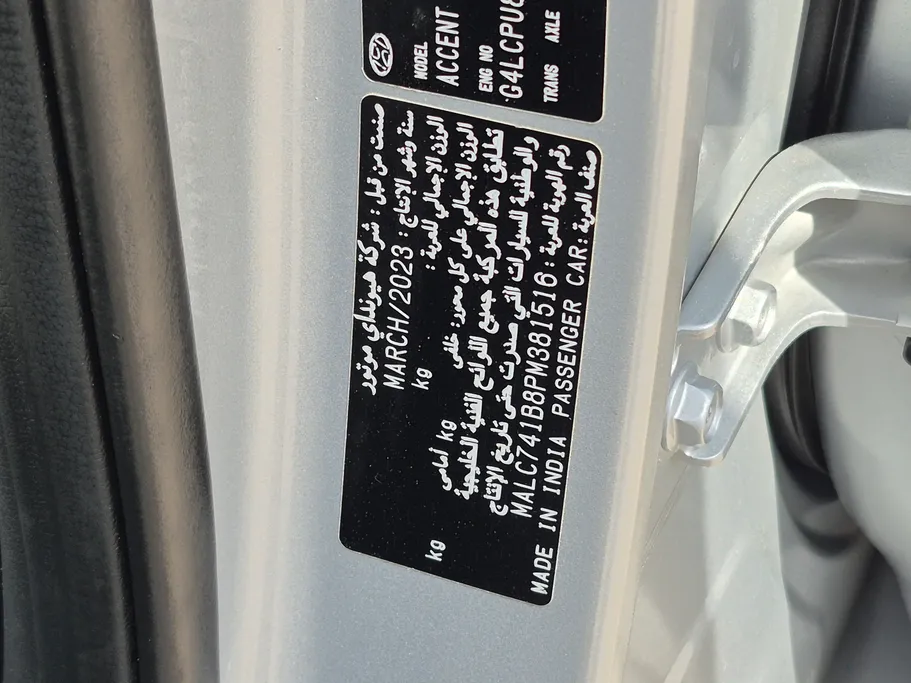 MODEL
ACCENT
ENG NO
G4LCPU
TRANS AXLE
صنعت من قبل : شركة هيونداي موتور
سنة وشهر الإنتاج : MARCH/2023
الوزن الإجمالي للعربة : kg
الوزن الإجمالي على كل محور: خلفى kg أمامى kg
تطابق هذه المركبة جميع اللوائح الفنية الخليجية
والوطنية للسيارات التي صدرت حتى تاريخ الإنتاج
رقم الهوية للعربة : MALC741B8PM381516
صنف العربة : PASSENGER CAR
MADE IN INDIA